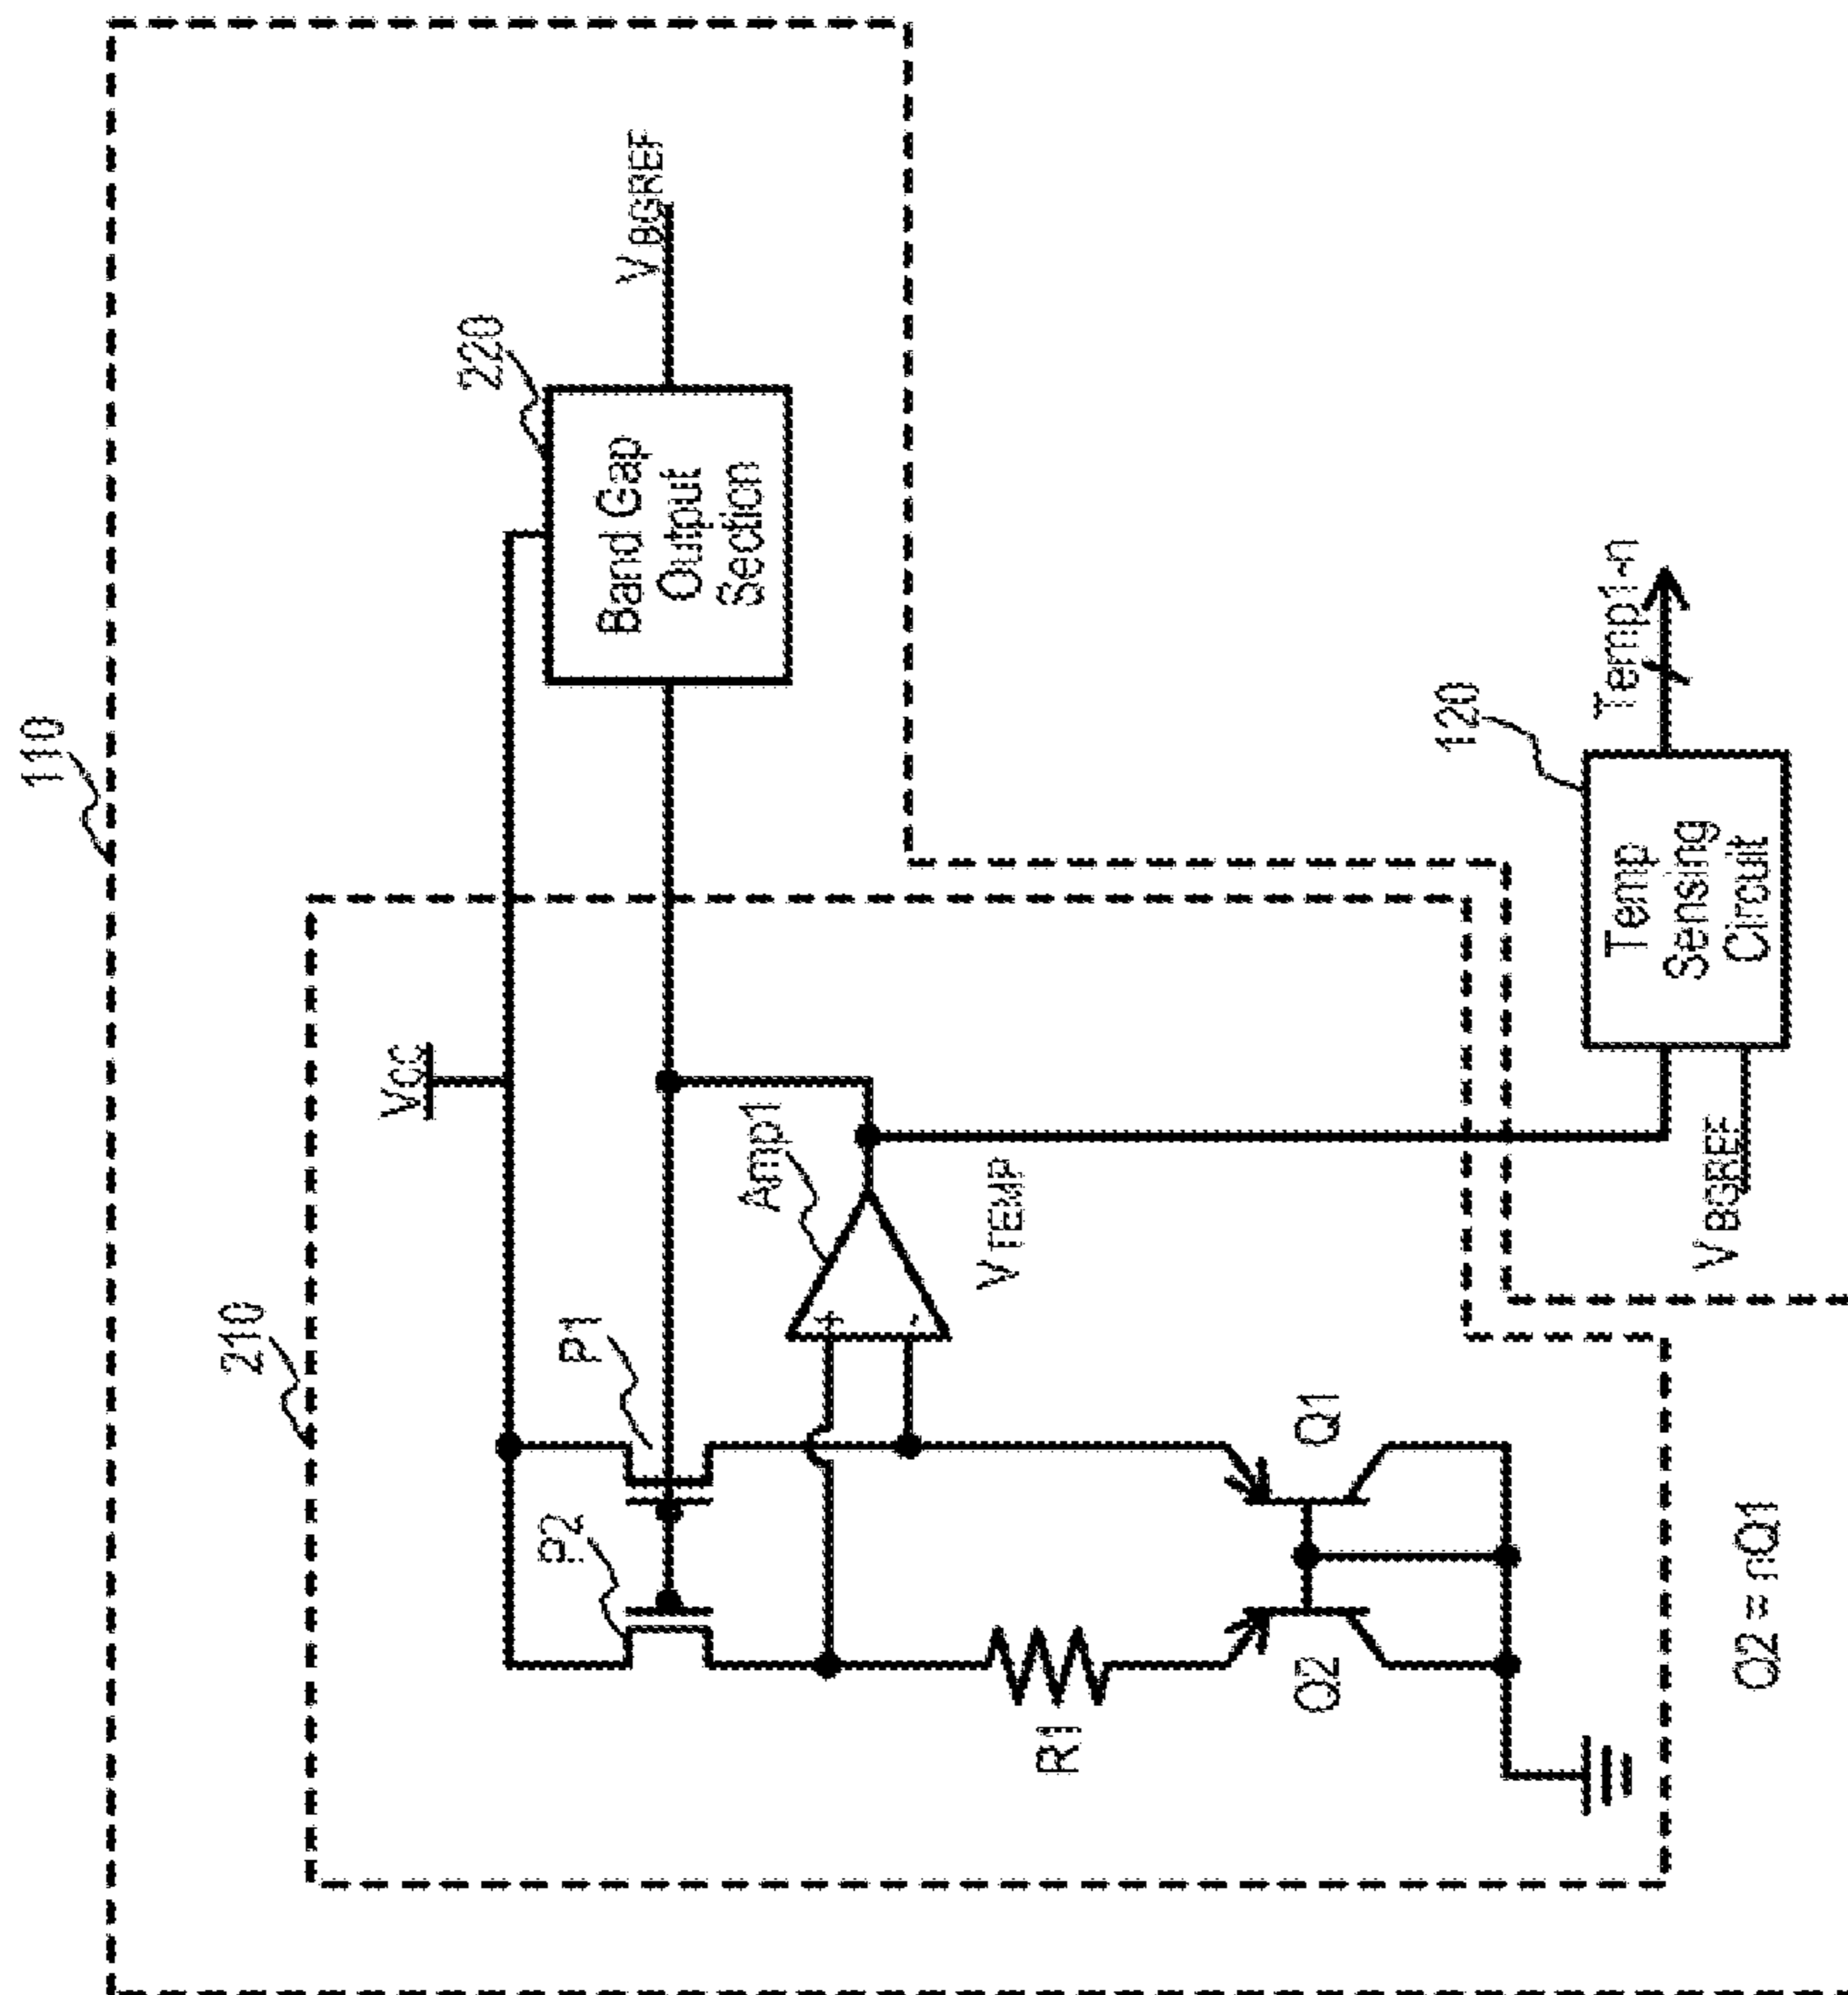 110
210
VCC
220
Band Gap
Output
Section
VBGREF
P2
P1
Amp1
+
-
VTEMP
R1
Q2
Q1
120
Temp
Sensing
Circuit
Temp1-n
VBGREF
Q2 = nQ1